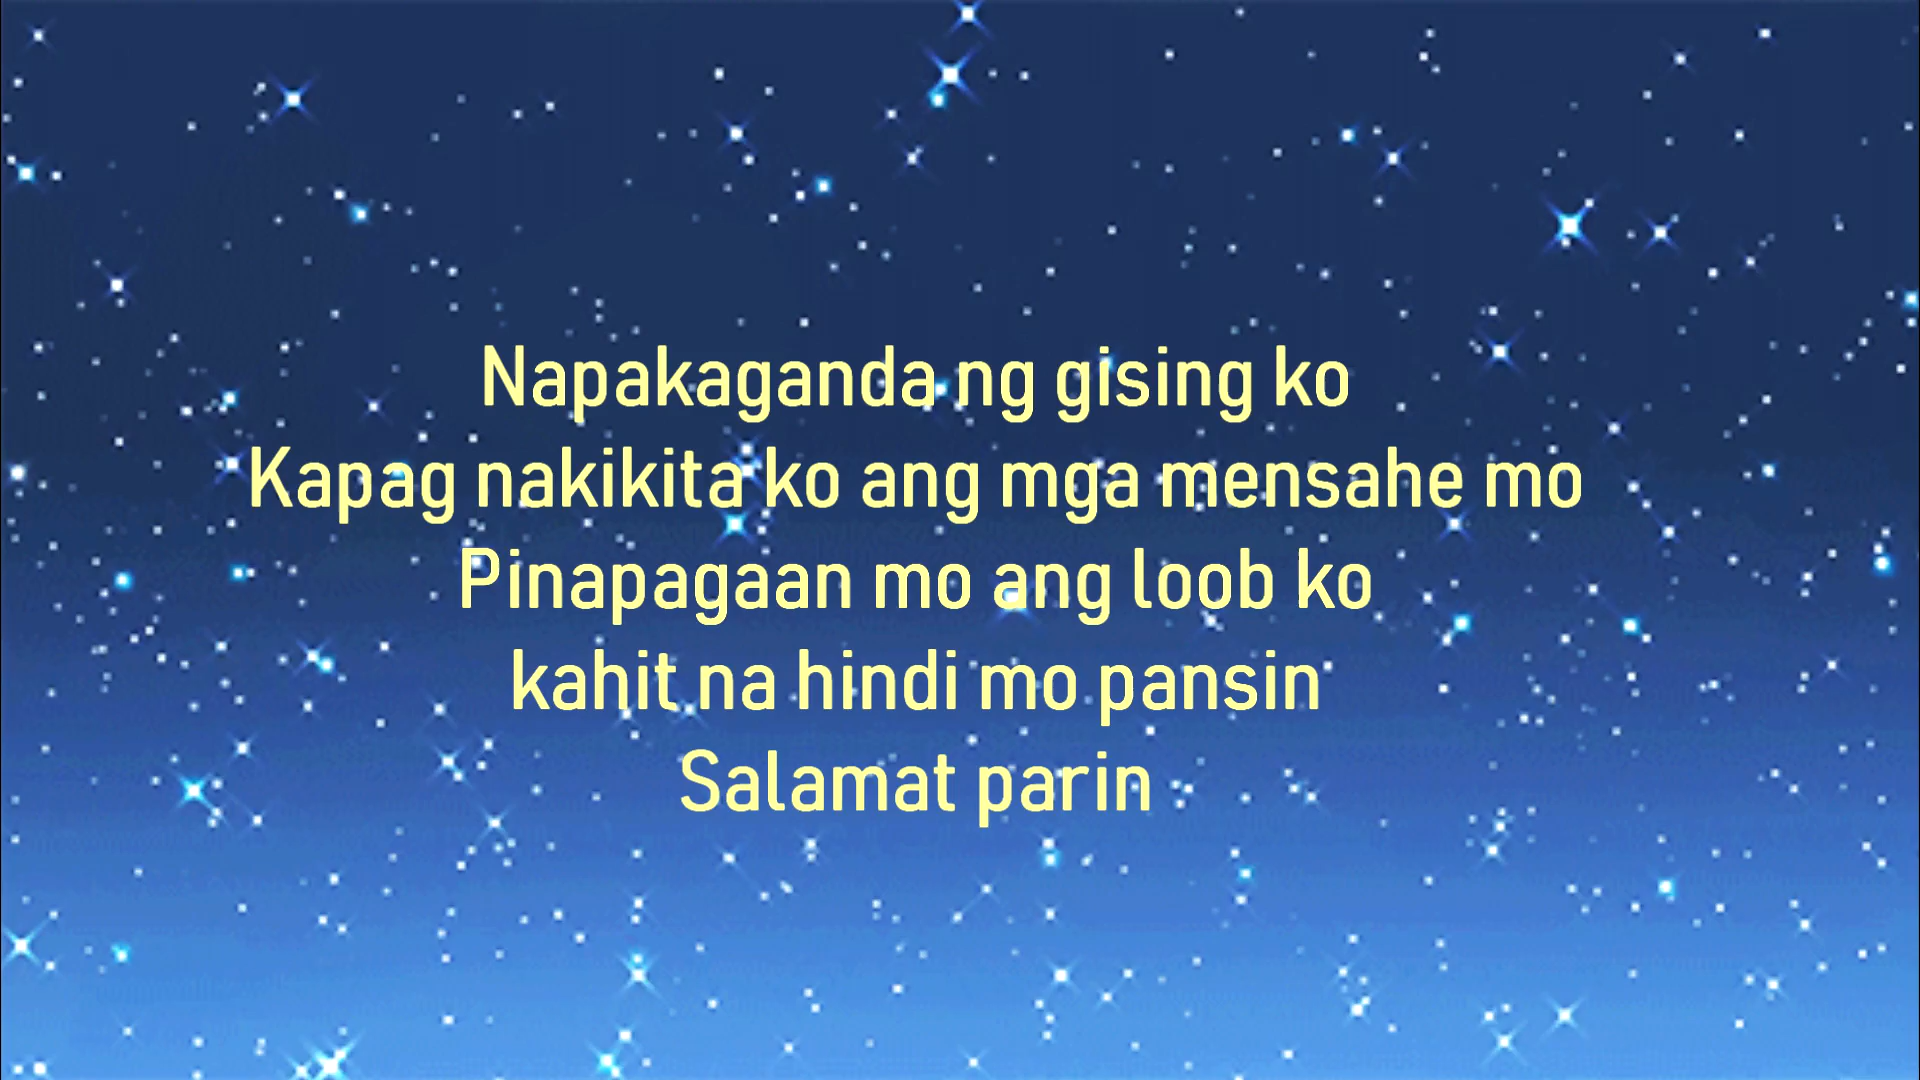 Napakaganda ng gising ko
Kapag nakikita ko ang mga mensahe mo
Pinapagaan mo ang loob ko
kahit na hindi mo pansin
Salamat parin